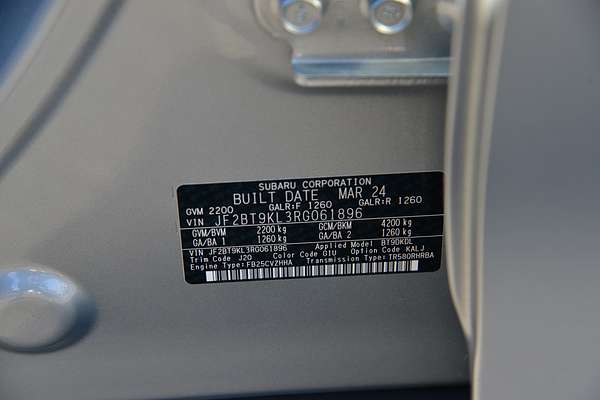 SUBARU CORPORATION
BUILT DATE MAR 24
GVM 2200 GALR:F 1260 GALR:R 1260
VIN JF2BT9KL3RG061896
GVM/BVM 2200 kg GCM/BKM 4200 kg
GA/BA 1 1260 kg GA/BA 2 1260 kg
VIN JF2BT9KL3RG061896 Applied Model BT9DKDL
Trim Code J20 Color Code G1U Option Code KALJ
Engine Type:FB25CVZHHA Transmission Type:TR580RHRBA